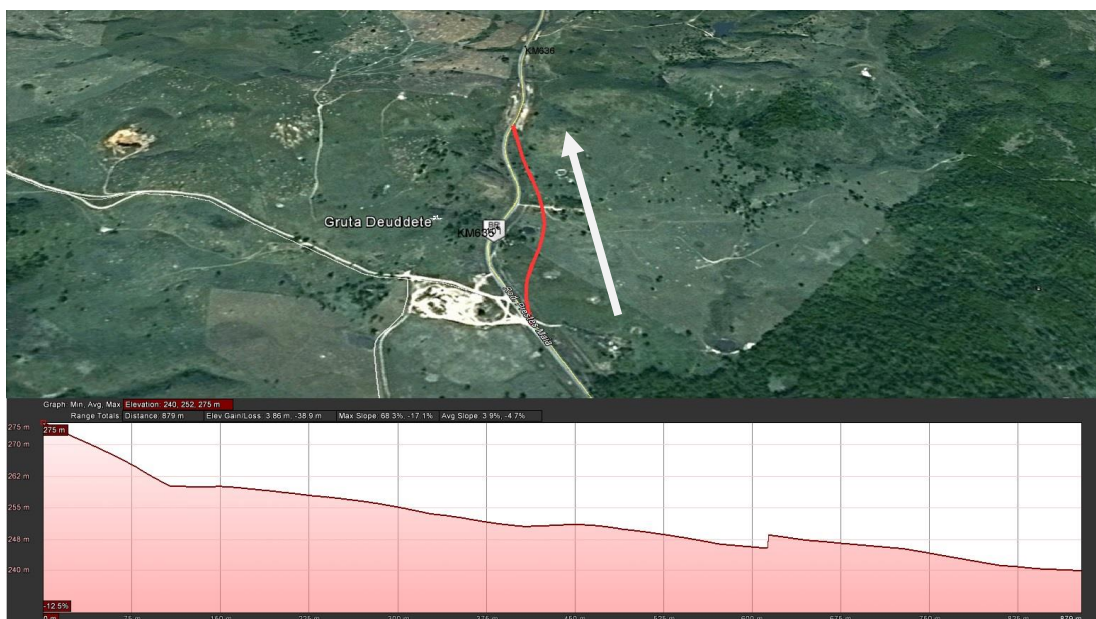 KM636
Gruta Deuddete
BR
101
KM635
Graph: Min, Avg, Max Elevation: 240, 252, 275 m
Range Totals: Distance: 879 m Elev Gain/Loss: 3.86 m, -38.9 m Max Slope: 68.3%, -17.1% Avg Slope: 3.9%, -4.7%
275 m
275 m
270 m
262 m
255 m
248 m
240 m
-12.5%
0 m 75 m 150 m 225 m 300 m 375 m 450 m 525 m 600 m 675 m 750 m 825 m 879 m